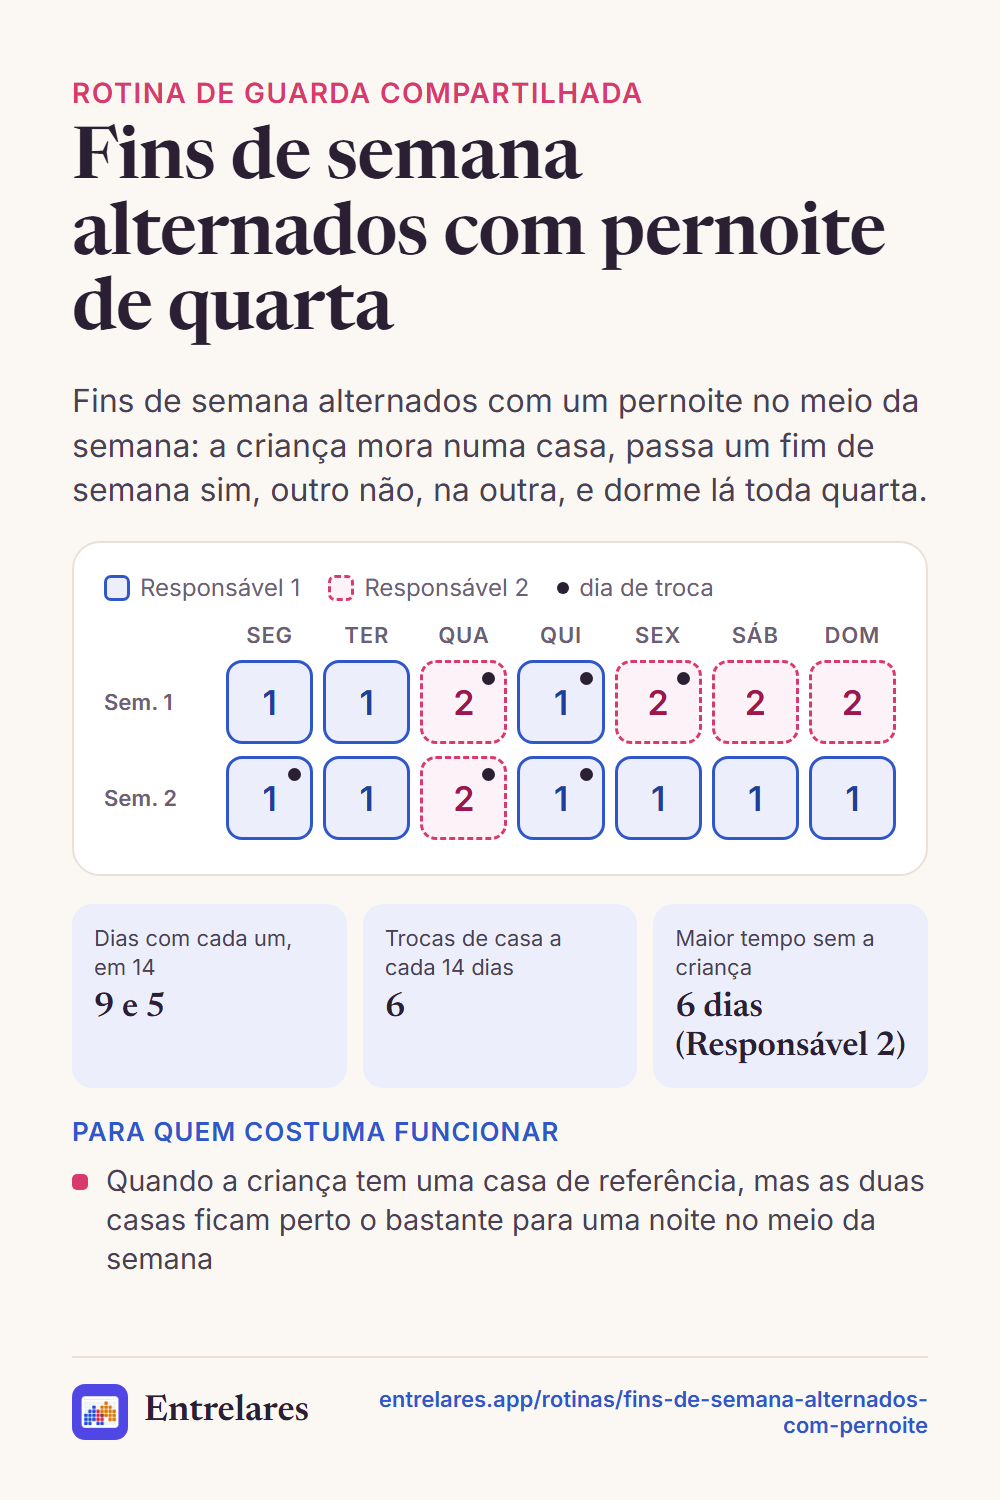 ROTINA DE GUARDA COMPARTILHADA
Fins de semana
alternados com pernoite
de quarta
Fins de semana alternados com um pernoite no meio da
semana: a criança mora numa casa, passa um fim de
semana sim, outro não, na outra, e dorme lá toda quarta.
Responsável 1 Responsável 2 dia de troca
SEG TER QUA QUI SEX SÁB DOM
Sem. 1 1 1 2 1 2 2 2
Sem. 2 1 1 2 1 1 1 1
Dias com cada um,
em 14
9 e 5
Trocas de casa a
cada 14 dias
6
Maior tempo sem a
criança
6 dias
(Responsável 2)
PARA QUEM COSTUMA FUNCIONAR
Quando a criança tem uma casa de referência, mas as duas
casas ficam perto o bastante para uma noite no meio da
semana
Entrelares
entrelares.app/rotinas/fins-de-semana-alternados-
com-pernoite